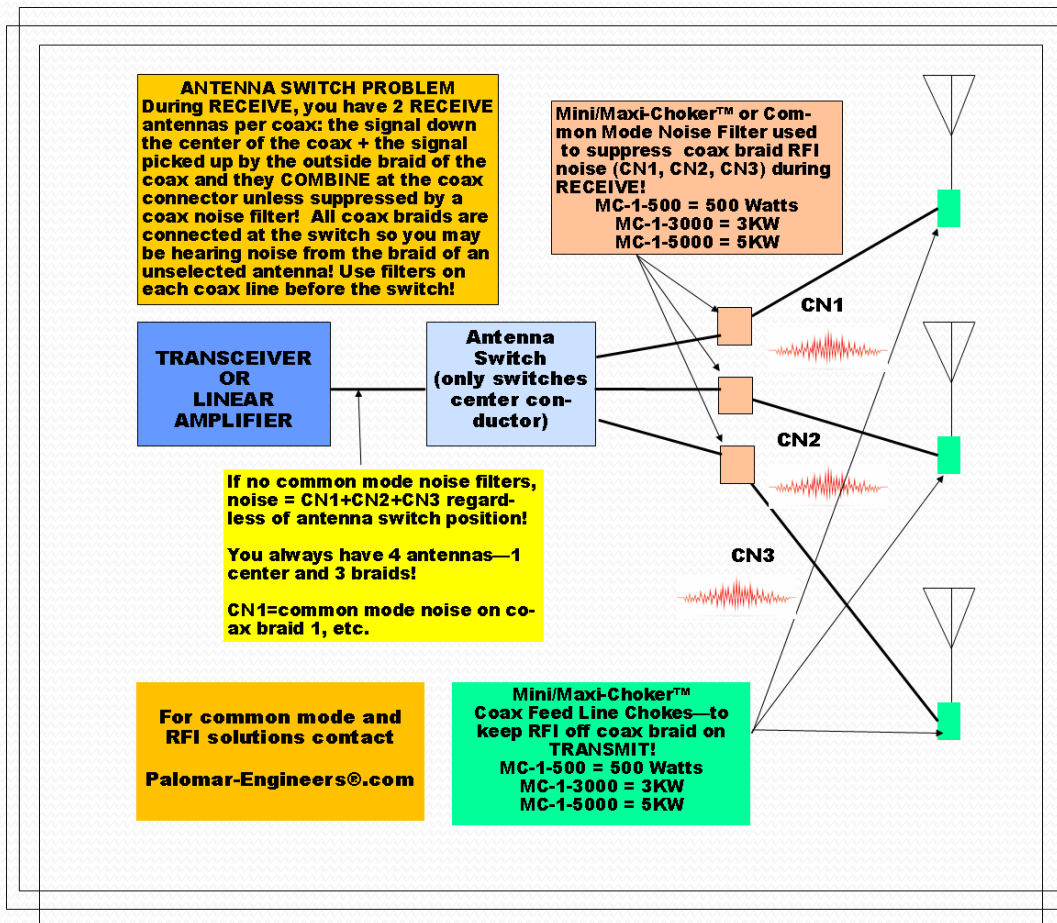 ANTENNA SWITCH PROBLEM
During RECEIVE, you have 2 RECEIVE
antennas per coax: the signal down
the center of the coax + the signal
picked up by the outside braid of the
coax and they COMBINE at the coax
connector unless suppressed by a
coax noise filter!  All coax braids are
connected at the switch so you may
be hearing noise from the braid of an
unselected antenna! Use filters on
each coax line before the switch!
Mini/Maxi-Choker™ or Com-
mon Mode Noise Filter used
to suppress  coax braid RFI
noise (CN1, CN2, CN3) during
RECEIVE!
MC-1-500 = 500 Watts
MC-1-3000 = 3KW
MC-1-5000 = 5KW
CN1
TRANSCEIVER
OR
LINEAR
AMPLIFIER
Antenna
Switch
(only switches
center con-
ductor)
CN2
If no common mode noise filters,
noise = CN1+CN2+CN3 regard-
less of antenna switch position!
You always have 4 antennas—1
center and 3 braids!
CN1=common mode noise on co-
ax braid 1, etc.
CN3
For common mode and
RFI solutions contact
Palomar-Engineers®.com
Mini/Maxi-Choker™
Coax Feed Line Chokes—to
keep RFI off coax braid on
TRANSMIT!
MC-1-500 = 500 Watts
MC-1-3000 = 3KW
MC-1-5000 = 5KW